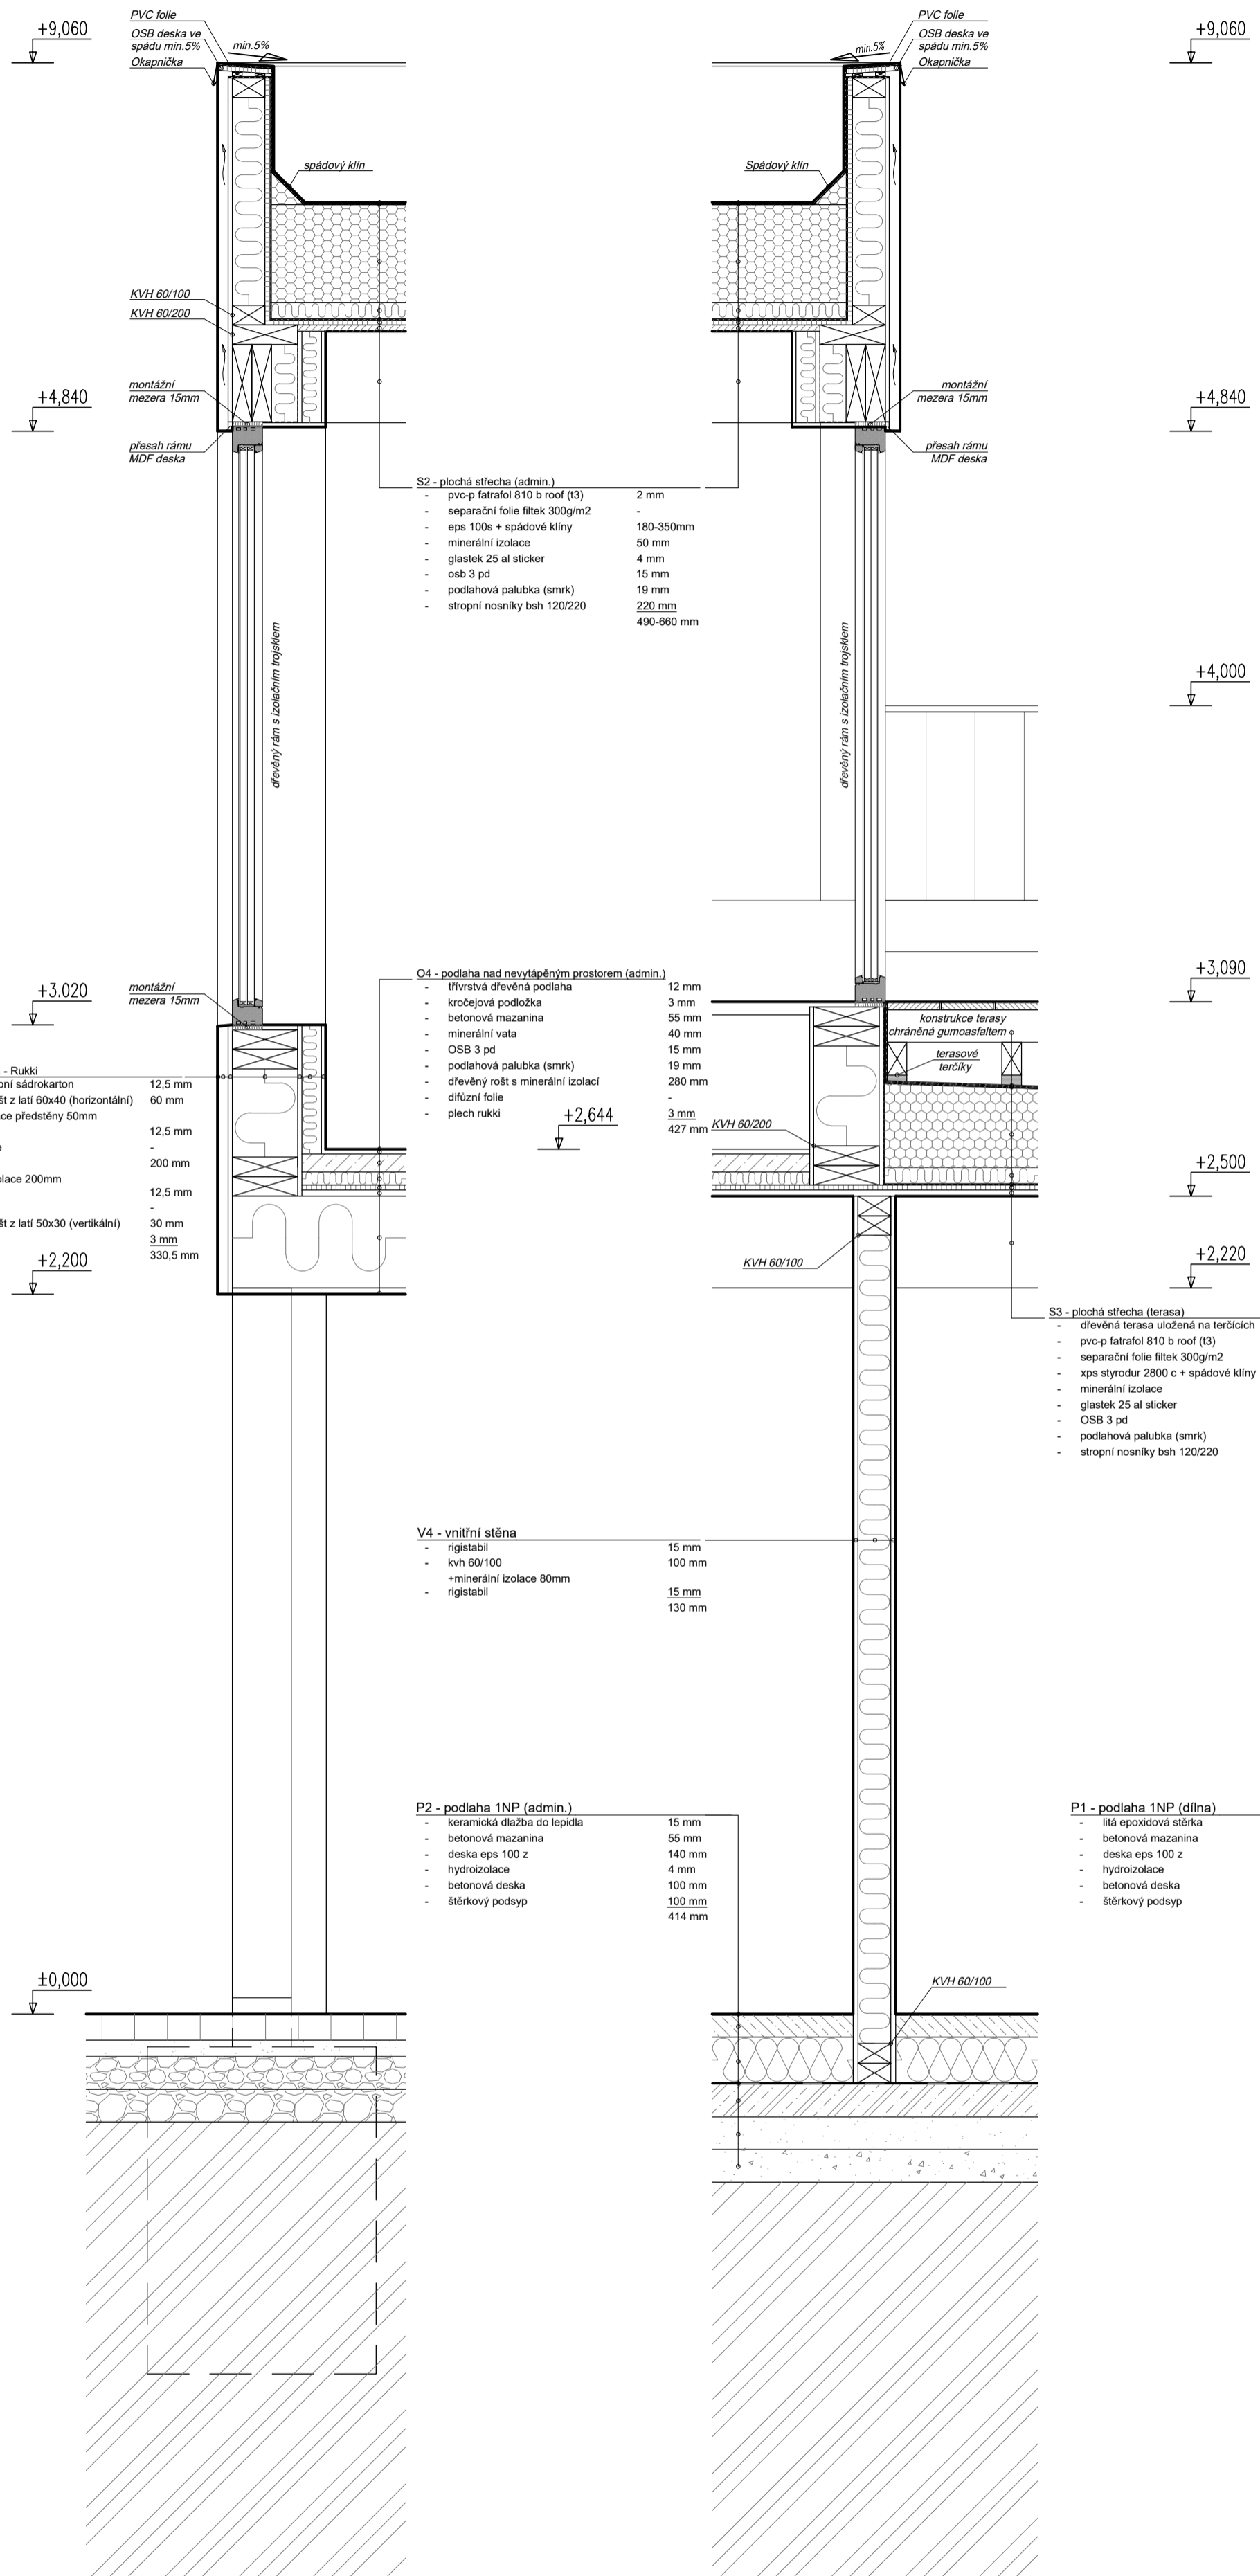 PVC folie
OSB deska ve
spádu min.5%
Okapnička
min.5%
+9,060
min.5%
PVC folie
OSB deska ve
spádu min.5%
Okapnička
+9,060
spádový klín
Spádový klín
KVH 60/100
KVH 60/200
montážní
mezera 15mm
+4,840
přesah rámu
MDF deska
montážní
mezera 15mm
+4,840
přesah rámu
MDF deska
S2 - plochá střecha (admin.)
- pvc-p fatrafol 810 b roof (t3) 2 mm
- separační folie filtek 300g/m2 -
- eps 100s + spádové klíny 180-350mm
- minerální izolace 50 mm
- glastek 25 al sticker 4 mm
- osb 3 pd 15 mm
- podlahová palubka (smrk) 19 mm
- stropní nosníky bsh 120/220 220 mm
490-660 mm
dřevěný rám s izolačním trojsklem
dřevěný rám s izolačním trojsklem
+4,000
+3.020
montážní
mezera 15mm
O4 - podlaha nad nevytápěným prostorem (admin.)
- třívrstvá dřevěná podlaha 12 mm
- kročejová podložka 3 mm
- betonová mazanina 55 mm
- minerální vata 40 mm
- OSB 3 pd 15 mm
- podlahová palubka (smrk) 19 mm
- dřevěný rošt s minerální izolací 280 mm
- difúzní folie -
- plech rukki 3 mm
427 mm
+2,644
KVH 60/200
+3,090
konstrukce terasy
chráněná gumoasfaltem
terasové
terčíky
- Rukki
oní sádrokarton 12,5 mm
št z latí 60x40 (horizontální) 60 mm
ce předstěny 50mm
12,5 mm
e -
200 mm
olace 200mm
12,5 mm
-
št z latí 50x30 (vertikální) 30 mm
3 mm
330,5 mm
+2,200
+2,500
KVH 60/100
+2,220
S3 - plochá střecha (terasa)
- dřevěná terasa uložená na terčících
- pvc-p fatrafol 810 b roof (t3)
- separační folie filtek 300g/m2
- xps styrodur 2800 c + spádové klíny
- minerální izolace
- glastek 25 al sticker
- OSB 3 pd
- podlahová palubka (smrk)
- stropní nosníky bsh 120/220
V4 - vnitřní stěna
- rigistabil 15 mm
- kvh 60/100 100 mm
+minerální izolace 80mm
- rigistabil 15 mm
130 mm
P2 - podlaha 1NP (admin.)
- keramická dlažba do lepidla 15 mm
- betonová mazanina 55 mm
- deska eps 100 z 140 mm
- hydroizolace 4 mm
- betonová deska 100 mm
- štěrkový podsyp 100 mm
414 mm
P1 - podlaha 1NP (dílna)
- litá epoxidová stěrka
- betonová mazanina
- deska eps 100 z
- hydroizolace
- betonová deska
- štěrkový podsyp
±0,000
KVH 60/100